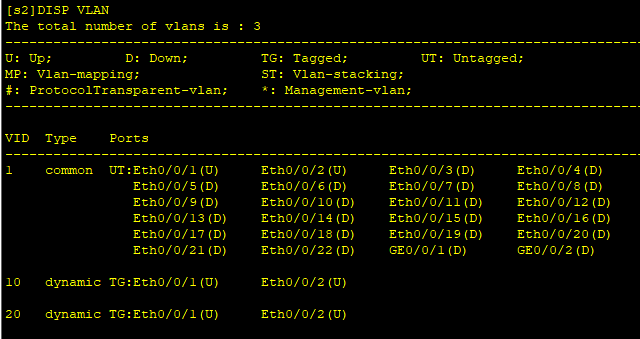 [s2]DISP VLAN
The total number of vlans is : 3
--------------------------------------------------------------------------------
U: Up; D: Down; TG: Tagged; UT: Untagged;
MP: Vlan-mapping; ST: Vlan-stacking;
#: ProtocolTransparent-vlan; *: Management-vlan;
--------------------------------------------------------------------------------
VID Type Ports
--------------------------------------------------------------------------------
1 common UT:Eth0/0/1(U) Eth0/0/2(U) Eth0/0/3(D) Eth0/0/4(D)
Eth0/0/5(D) Eth0/0/6(D) Eth0/0/7(D) Eth0/0/8(D)
Eth0/0/9(D) Eth0/0/10(D) Eth0/0/11(D) Eth0/0/12(D)
Eth0/0/13(D) Eth0/0/14(D) Eth0/0/15(D) Eth0/0/16(D)
Eth0/0/17(D) Eth0/0/18(D) Eth0/0/19(D) Eth0/0/20(D)
Eth0/0/21(D) Eth0/0/22(D) GE0/0/1(D) GE0/0/2(D)
10 dynamic TG:Eth0/0/1(U) Eth0/0/2(U)
20 dynamic TG:Eth0/0/1(U) Eth0/0/2(U)